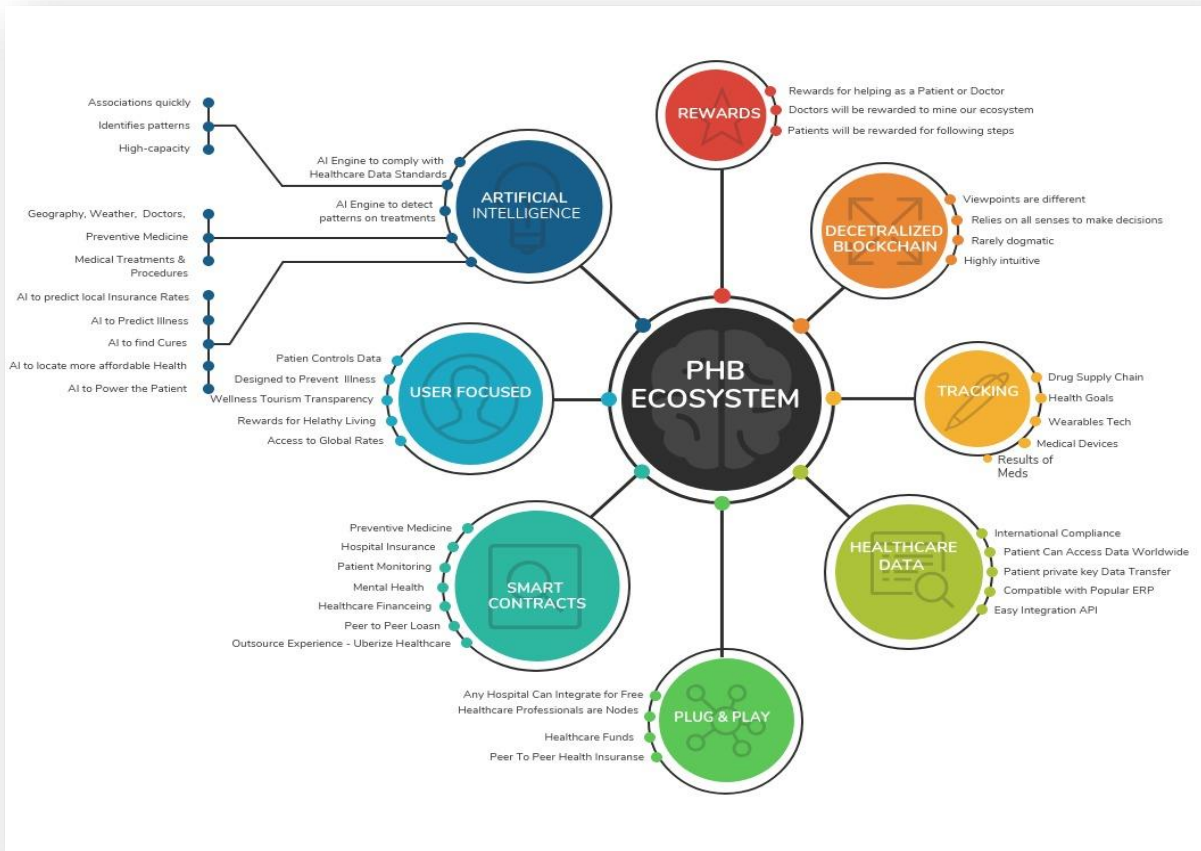 PHB
ECOSYSTEM
REWARDS
Rewards for helping as a Patient or Doctor
Doctors will be rewarded to mine our ecosystem
Patients will be rewarded for following steps
DECETRALIZED
BLOCKCHAIN
Viewpoints are different
Relies on all senses to make decisions
Rarely dogmatic
Highly intuitive
TRACKING
Drug Supply Chain
Health Goals
Wearables Tech
Medical Devices
Results of
Meds
HEALTHCARE
DATA
International Compliance
Patient Can Access Data Worldwide
Patient private key Data Transfer
Compatible with Popular ERP
Easy Integration API
PLUG & PLAY
Any Hospital Can Integrate for Free
Healthcare Professionals are Nodes
Healthcare Funds
Peer To Peer Health Insuranse
SMART
CONTRACTS
Preventive Medicine
Hospital Insurance
Patient Monitoring
Mental Health
Healthcare Financeing
Peer to Peer Loasn
Outsource Experience - Uberize Healthcare
USER FOCUSED
Patien Controls Data
Designed to Prevent Illness
Wellness Tourism Transparency
Rewards for Helathy Living
Access to Global Rates
ARTIFICIAL
INTELLIGENCE
AI Engine to comply with
Healthcare Data Standards
AI Engine to detect
patterns on treatments
Associations quickly
Identifies patterns
High-capacity
Geography, Weather, Doctors,
Preventive Medicine
Medical Treatments &
Procedures
AI to predict local Insurance Rates
AI to Predict Illness
AI to find Cures
AI to locate more affordable Health
AI to Power the Patient